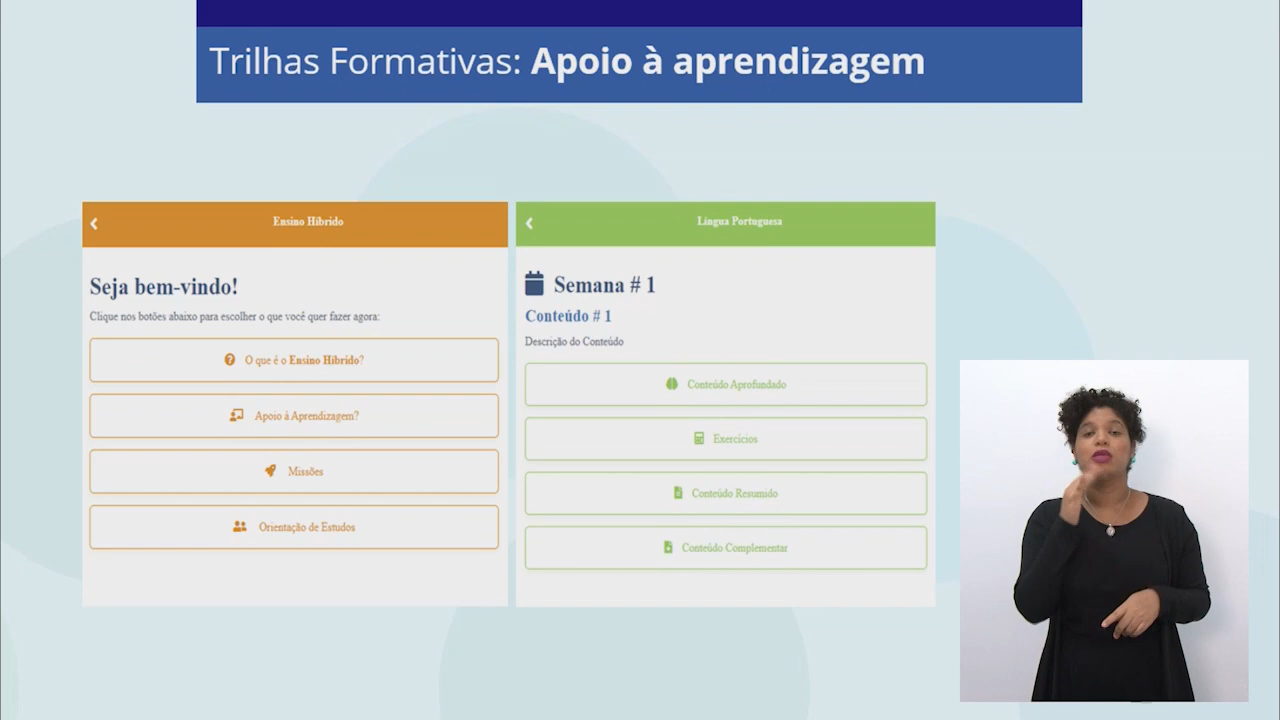 Trilhas Formativas: Apoio à aprendizagem
Ensino Híbrido
Seja bem-vindo!
Clique nos botões abaixo para escolher o que você quer fazer agora:
O que é o Ensino Híbrido?
Apoio à Aprendizagem?
Missões
Orientação de Estudos
Língua Portuguesa
Semana # 1
Conteúdo # 1
Descrição do Conteúdo
Conteúdo Aprofundado
Exercícios
Conteúdo Resumido
Conteúdo Complementar